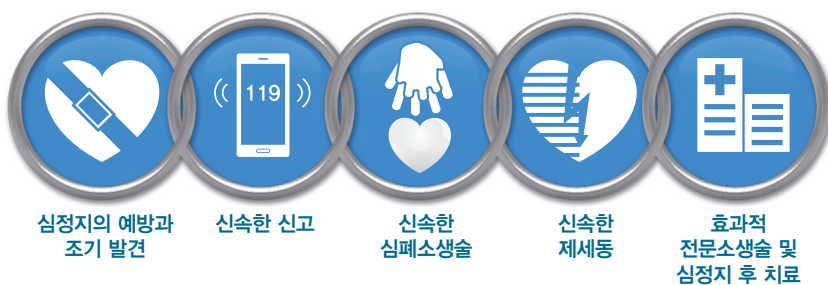 119
심정지의 예방과
조기 발견
신속한 신고
신속한
심폐소생술
신속한
제세동
효과적
전문소생술 및
심정지 후 치료